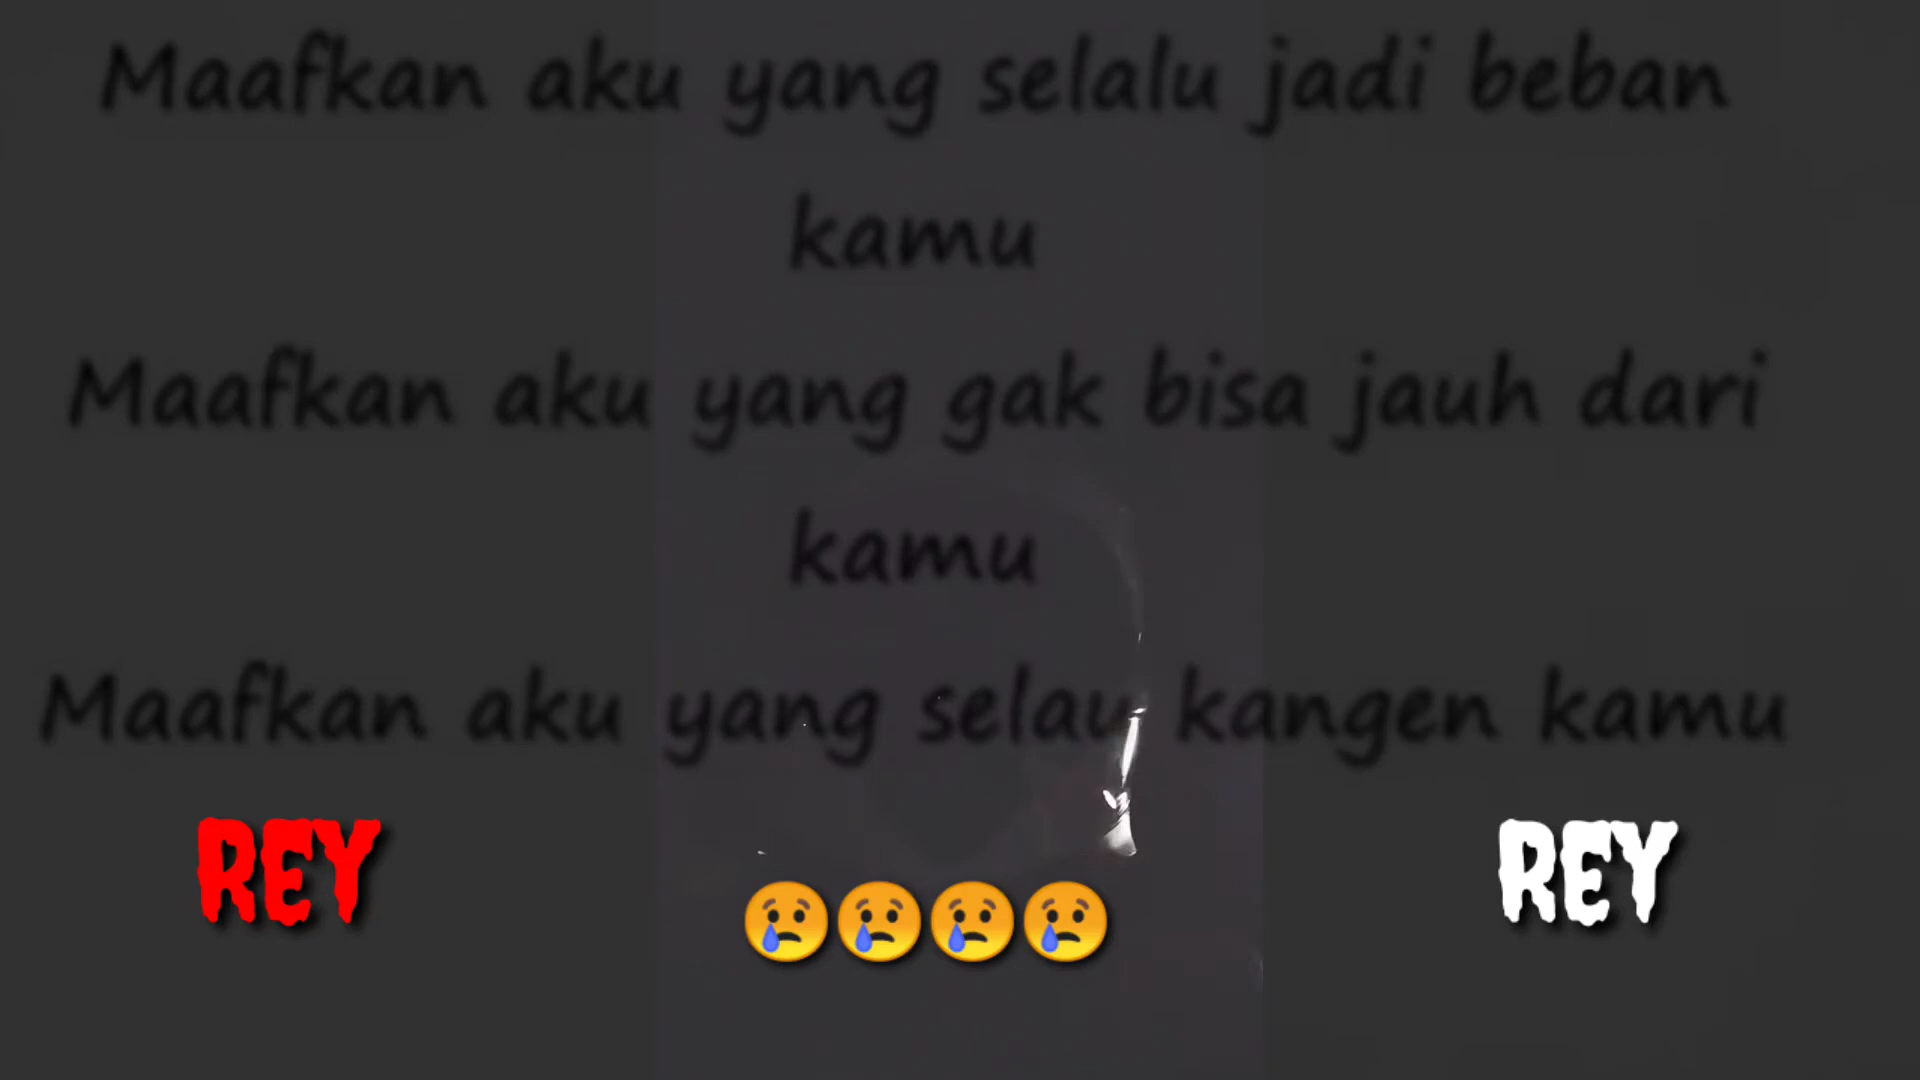 Maafkan aku yang selalu jadi beban
kamu
Maafkan aku yang gak bisa jauh dari
kamu
Maafkan aku yang selau kangen kamu
REY REY
😢😢😢😢